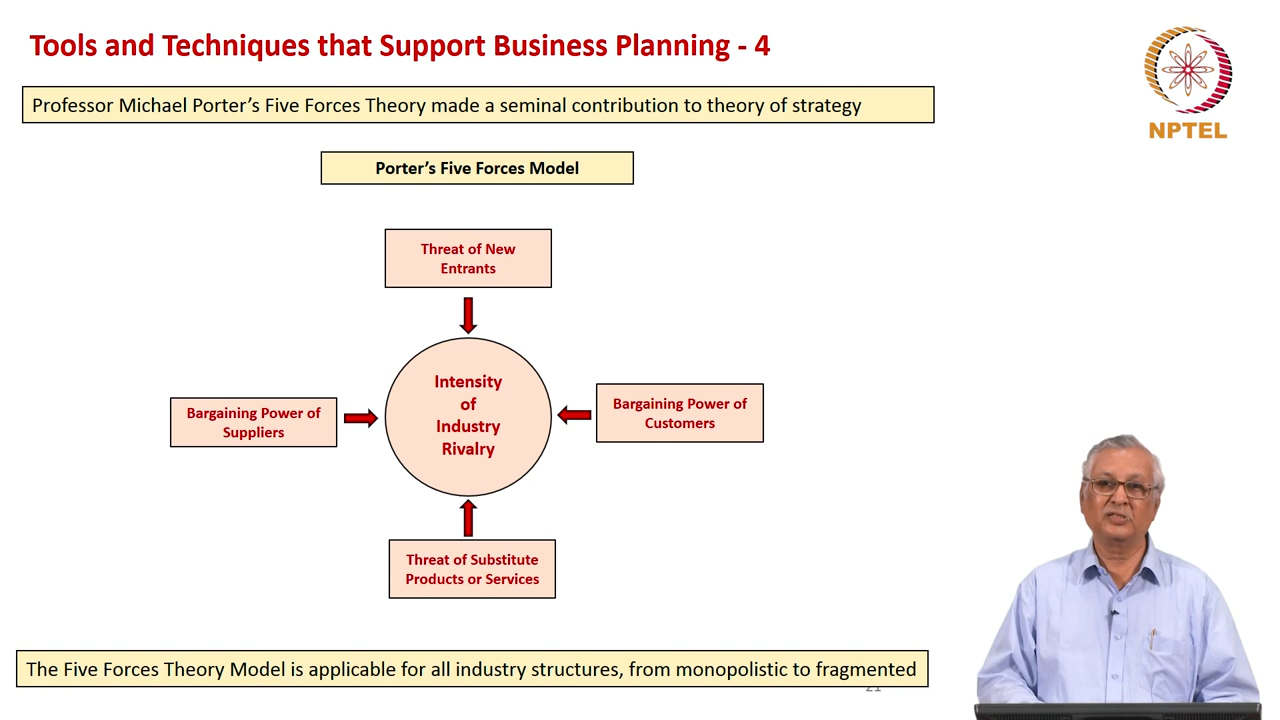 Tools and Techniques that Support Business Planning - 4
NPTEL
Professor Michael Porter’s Five Forces Theory made a seminal contribution to theory of strategy
Porter’s Five Forces Model
Threat of New
Entrants
Intensity
of
Industry
Rivalry
Bargaining Power of
Suppliers
Bargaining Power of
Customers
Threat of Substitute
Products or Services
The Five Forces Theory Model is applicable for all industry structures, from monopolistic to fragmented
21